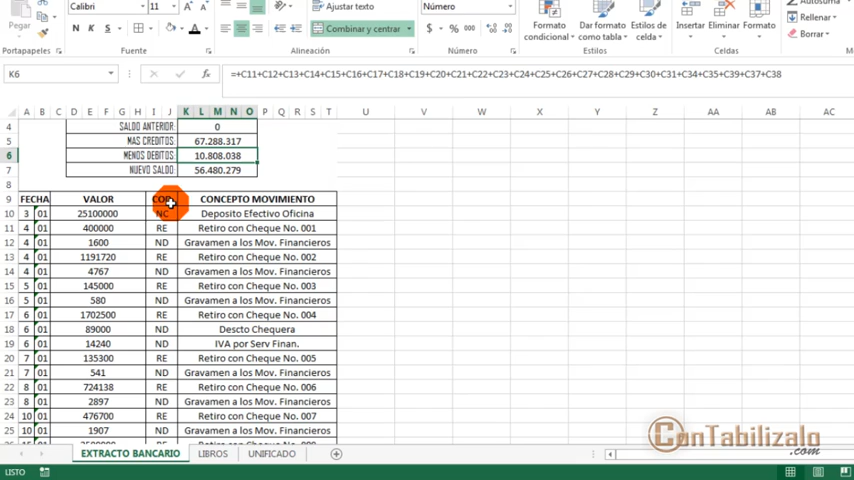 Calibri 11 A A Ajustar texto Número Autosuma
Pegar Rellenar
N K S A Combinar y centrar $ % Formato condicional Dar formato como tabla Estilos de celda Insertar Eliminar Formato Borrar
Portapapeles Fuente Alineación Número Estilos Celdas
K6 fx =+C11+C12+C13+C14+C15+C16+C17+C18+C19+C20+C21+C22+C23+C24+C25+C26+C27+C28+C29+C30+C31+C34+C35+C39+C37+C38
A B C D E F G H I J K L M N O P Q R S T U V W X Y Z AA AB AC
4 SALDO ANTERIOR: 0
5 MAS CREDITOS: 67.288.317
6 MENOS DEBITOS: 10.808.038
7 NUEVO SALDO: 56.480.279
8
9 FECHA VALOR COD CONCEPTO MOVIMIENTO
10 3 01 25100000 NC Deposito Efectivo Oficina
11 4 01 400000 RE Retiro con Cheque No. 001
12 4 01 1600 ND Gravamen a los Mov. Financieros
13 4 01 1191720 RE Retiro con Cheque No. 002
14 4 01 4767 ND Gravamen a los Mov. Financieros
15 5 01 145000 RE Retiro con Cheque No. 003
16 5 01 580 ND Gravamen a los Mov. Financieros
17 6 01 1702500 RE Retiro con Cheque No. 004
18 6 01 89000 ND Descto Chequera
19 6 01 14240 ND IVA por Serv Finan.
20 7 01 135300 RE Retiro con Cheque No. 005
21 7 01 541 ND Gravamen a los Mov. Financieros
22 8 01 724138 RE Retiro con Cheque No. 006
23 8 01 2897 ND Gravamen a los Mov. Financieros
24 10 01 476700 RE Retiro con Cheque No. 007
25 10 01 1907 ND Gravamen a los Mov. Financieros
ConTabilizalo
.com
EXTRACTO BANCARIO LIBROS UNIFICADO
LISTO